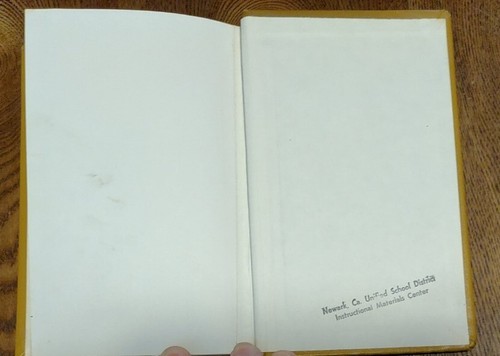 Newark, Ca. Unified School District
Instructional Materials Center